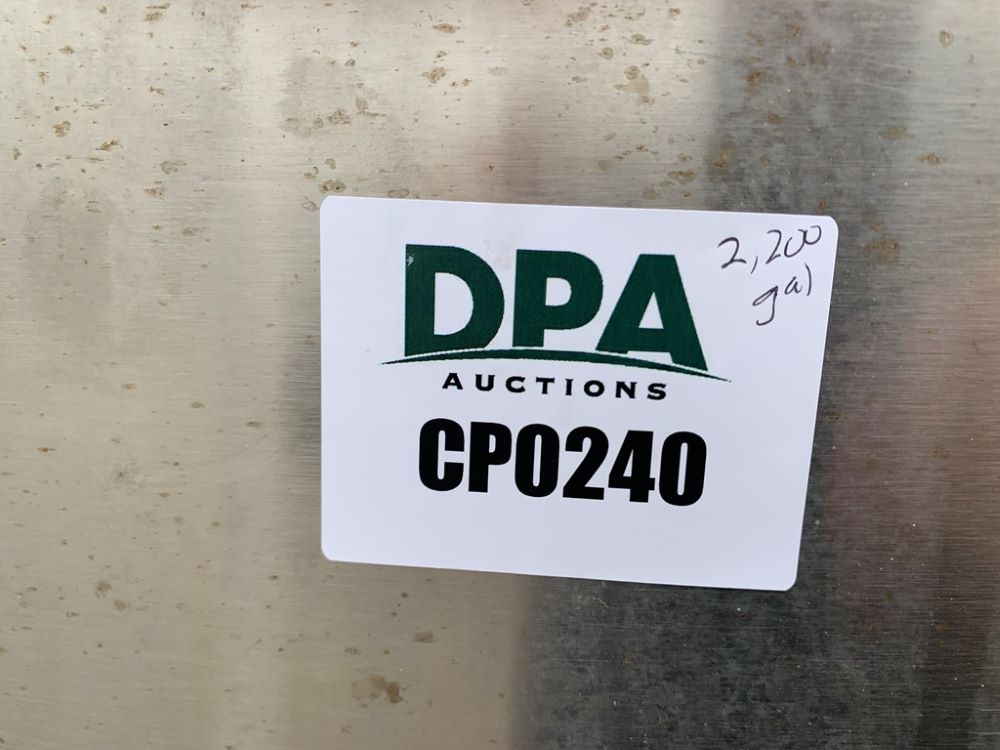 2,200
gal
DPA
AUCTIONS
CP0240